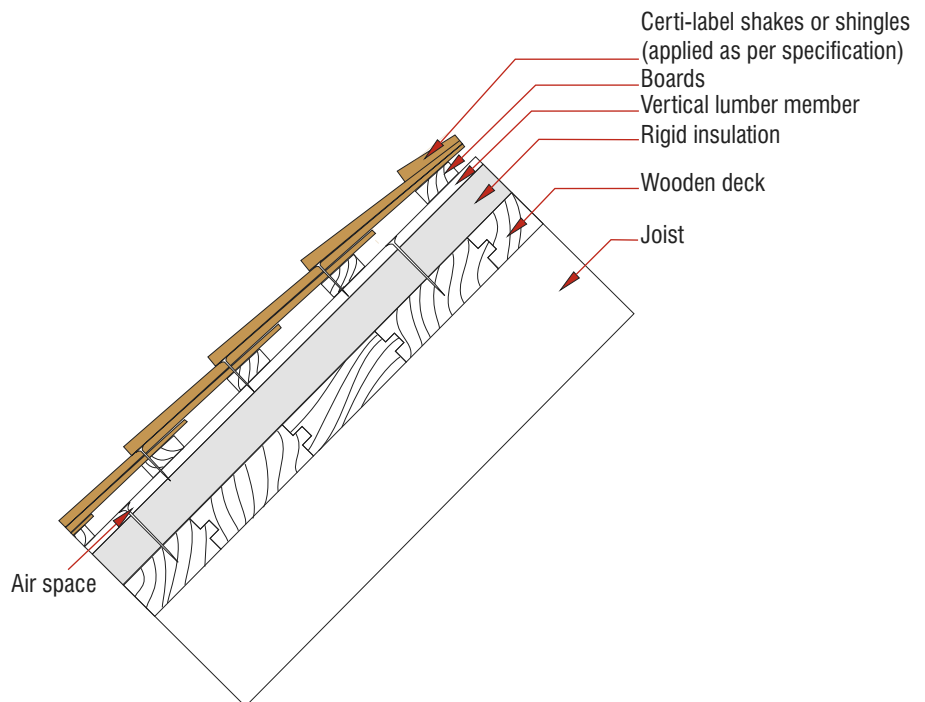 Certi-label shakes or shingles
(applied as per specification)
Boards
Vertical lumber member
Rigid insulation
Wooden deck
Joist
Air space